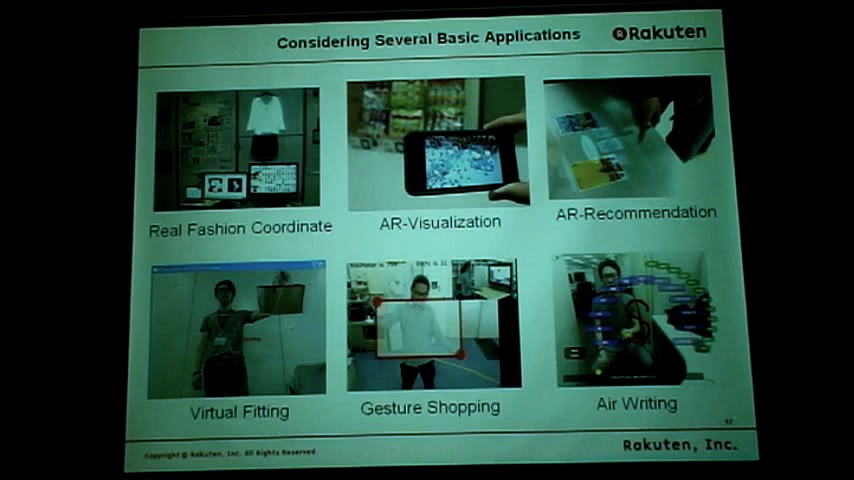 Considering Several Basic Applications
Rakuten
Real Fashion Coordinate
AR-Visualization
AR-Recommendation
Virtual Fitting
Gesture Shopping
Air Writing
Copyright © Rakuten, Inc. All Rights Reserved.
Rakuten, Inc.